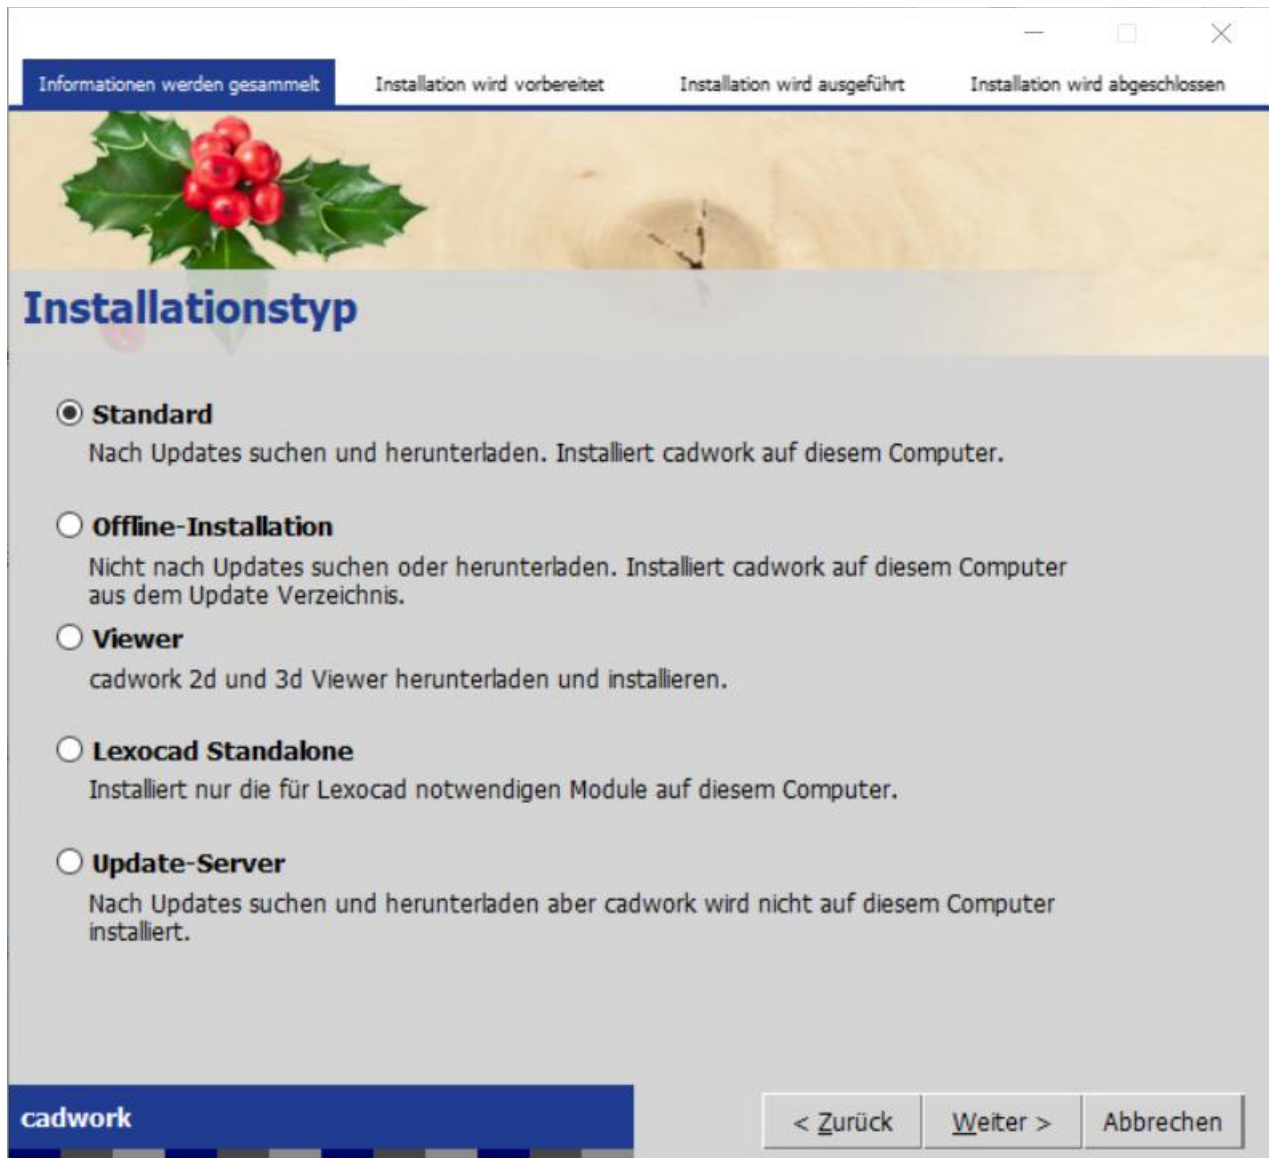 Informationen werden gesammelt
Installation wird vorbereitet
Installation wird ausgeführt
Installation wird abgeschlossen
Installationstyp
Standard
Nach Updates suchen und herunterladen. Installiert cadwork auf diesem Computer.
Offline-Installation
Nicht nach Updates suchen oder herunterladen. Installiert cadwork auf diesem Computer
aus dem Update Verzeichnis.
Viewer
cadwork 2d und 3d Viewer herunterladen und installieren.
Lexocad Standalone
Installiert nur die für Lexocad notwendigen Module auf diesem Computer.
Update-Server
Nach Updates suchen und herunterladen aber cadwork wird nicht auf diesem Computer
installiert.
cadwork
< Zurück
Weiter >
Abbrechen